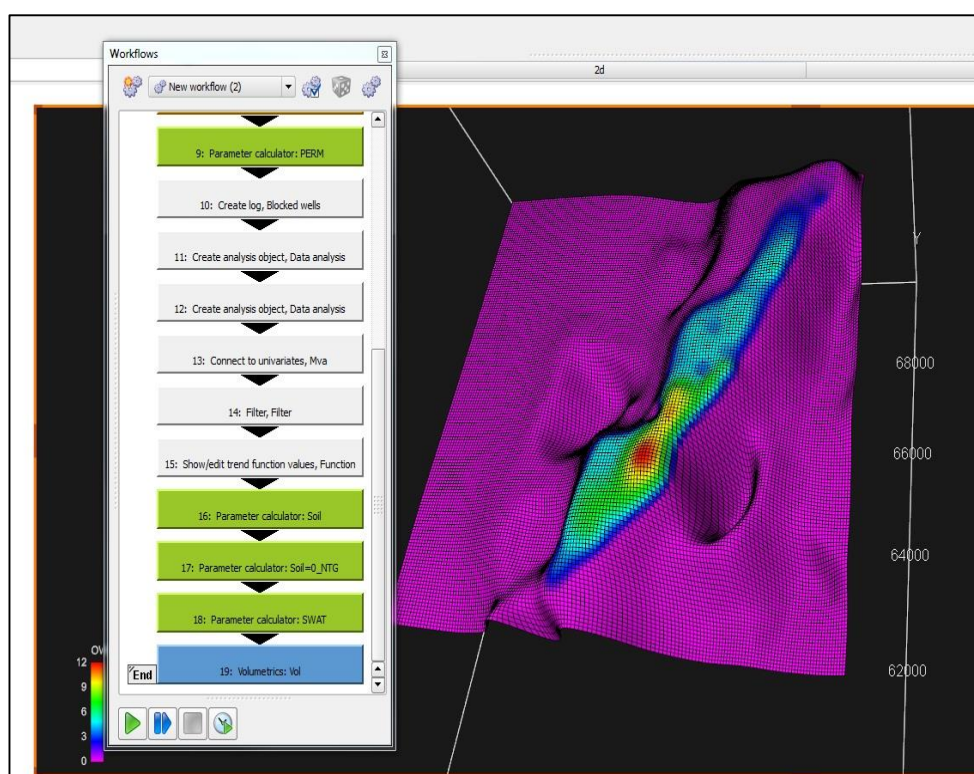 Workflows
New workflow (2)
2d
9: Parameter calculator: PERM
10: Create log, Blocked wells
11: Create analysis object, Data analysis
12: Create analysis object, Data analysis
13: Connect to univariates, Mva
14: Filter, Filter
15: Show/edit trend function values, Function
16: Parameter calculator: Soil
17: Parameter calculator: Soil=0_NTG
18: Parameter calculator: SWAT
19: Volumetrics: Vol
End
Y
68000
66000
64000
62000
12
9
6
3
0